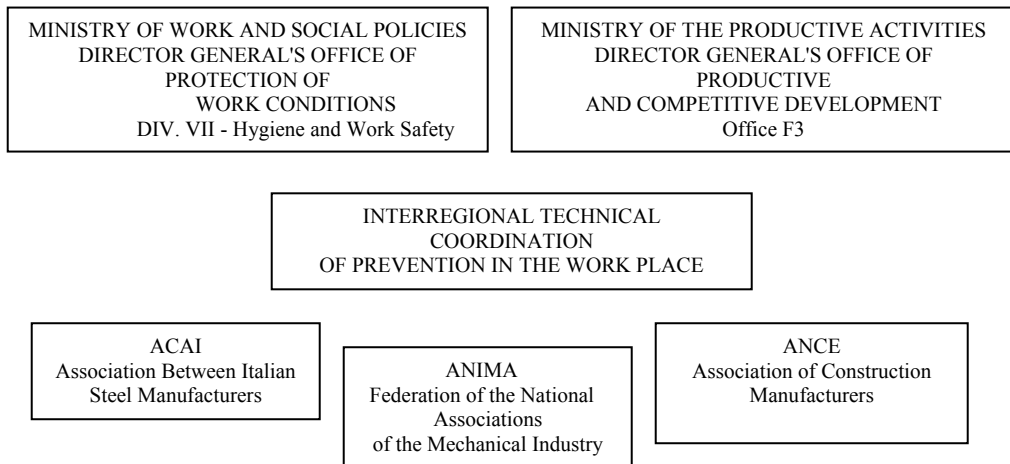 MINISTRY OF WORK AND SOCIAL POLICIES
DIRECTOR GENERAL'S OFFICE OF
PROTECTION OF
WORK CONDITIONS
DIV. VII - Hygiene and Work Safety
MINISTRY OF THE PRODUCTIVE ACTIVITIES
DIRECTOR GENERAL'S OFFICE OF
PRODUCTIVE
AND COMPETITIVE DEVELOPMENT
Office F3
INTERREGIONAL TECHNICAL
COORDINATION
OF PREVENTION IN THE WORK PLACE
ACAI
Association Between Italian
Steel Manufacturers
ANIMA
Federation of the National
Associations
of the Mechanical Industry
ANCE
Association of Construction
Manufacturers